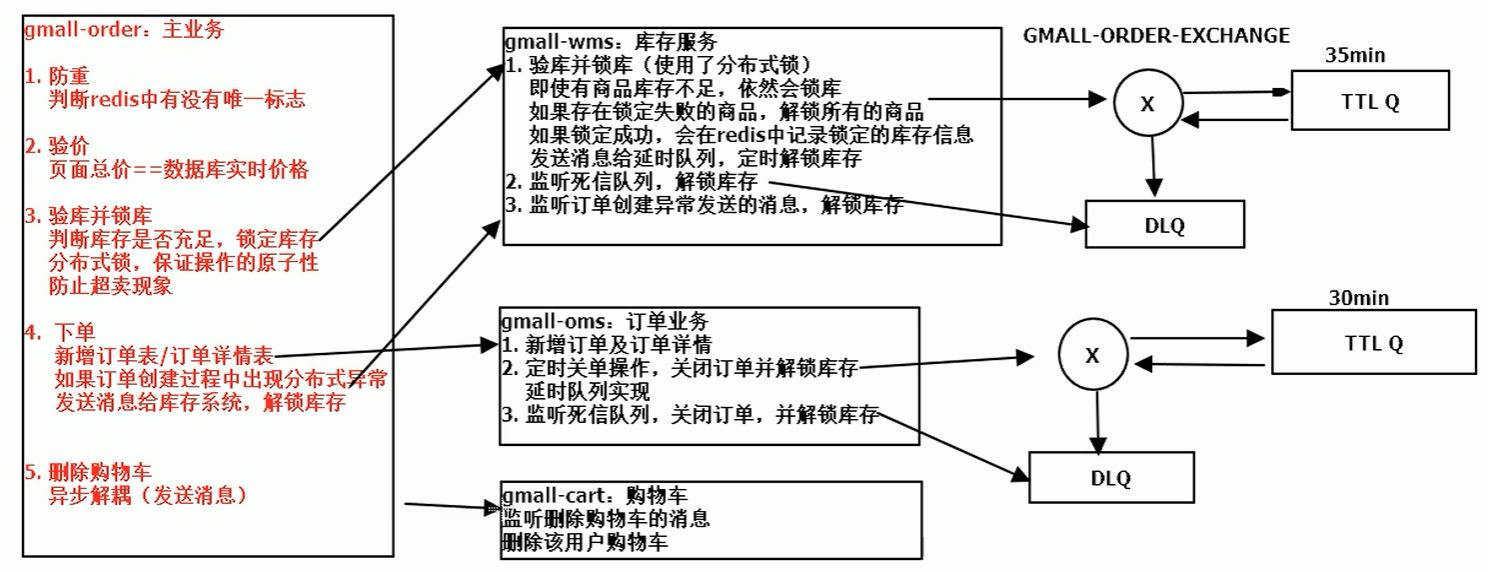 gmall-order：主业务
1. 防重
判断redis中有没有唯一标志
2. 验价
页面总价==数据库实时价格
3. 验库并锁库
判断库存是否充足，锁定库存
分布式锁，保证操作的原子性
防止超卖现象
4. 下单
新增订单表/订单详情表
如果订单创建过程中出现分布式异常
发送消息给库存系统，解锁库存
5. 删除购物车
异步解耦（发送消息）
gmall-wms：库存服务
1. 验库并锁库（使用了分布式锁）
即使有商品库存不足，依然会锁库
如果存在锁定失败的商品，解锁所有的商品
如果锁定成功，会在redis中记录锁定的库存信息
发送消息给延时队列，定时解锁库存
2. 监听死信队列，解锁库存
3. 监听订单创建异常发送的消息，解锁库存
GMALL-ORDER-EXCHANGE
35min
X
TTL Q
DLQ
gmall-oms：订单业务
1. 新增订单及订单详情
2. 定时关单操作，关闭订单并解锁库存
延时队列实现
3. 监听死信队列，关闭订单，并解锁库存
30min
X
TTL Q
DLQ
gmall-cart：购物车
监听删除购物车的消息
删除该用户购物车